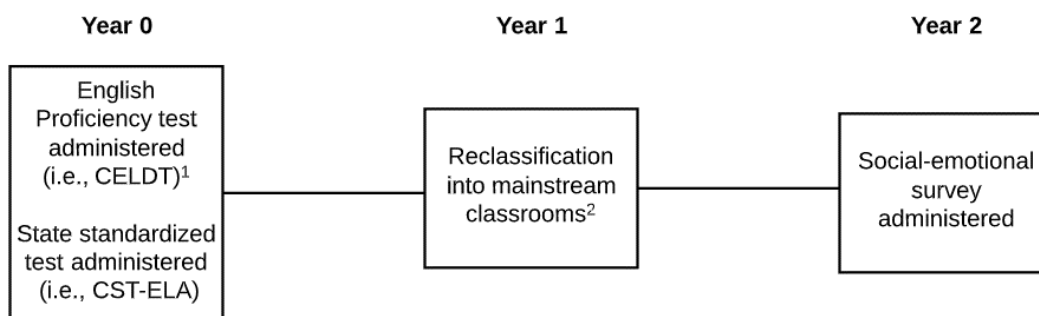 Year 0
Year 1
Year 2
English
Proficiency test
administered
(i.e., CELDT)¹
State standardized
test administered
(i.e., CST-ELA)
Reclassification
into mainstream
classrooms²
Social-emotional
survey
administered